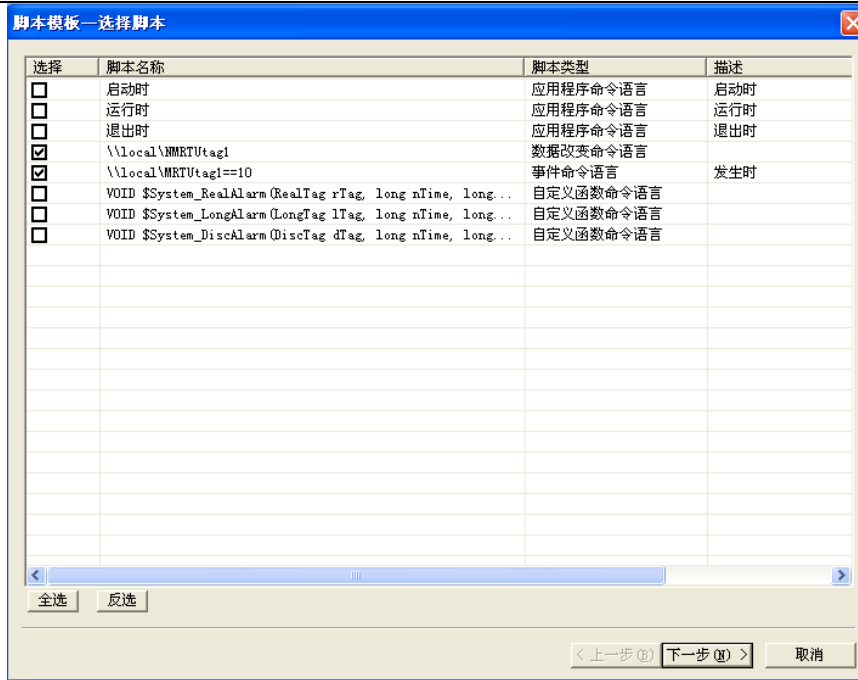 脚本模板—选择脚本
选择 脚本名称 脚本类型 描述
启动时 应用程序命令语言 启动时
运行时 应用程序命令语言 运行时
退出时 应用程序命令语言 退出时
\\local\NMRTUtag1 数据改变命令语言
\\local\MRTUtag1==10 事件命令语言 发生时
VOID $System_RealAlarm(RealTag rTag, long nTime, long... 自定义函数命令语言
VOID $System_LongAlarm(LongTag lTag, long nTime, long... 自定义函数命令语言
VOID $System_DiscAlarm(DiscTag dTag, long nTime, long... 自定义函数命令语言
全选 反选
< 上一步(B) 下一步(N) > 取消